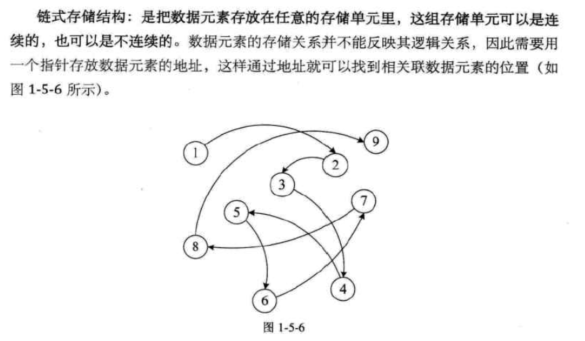 链式存储结构：是把数据元素存放在任意的存储单元里，这组存储单元可以是连
续的，也可以是不连续的。数据元素的存储关系并不能反映其逻辑关系，因此需要用
一个指针存放数据元素的地址，这样通过地址就可以找到相关联数据元素的位置（如
图 1-5-6 所示）。
9
1
2
3
7
5
8
4
6
图 1-5-6